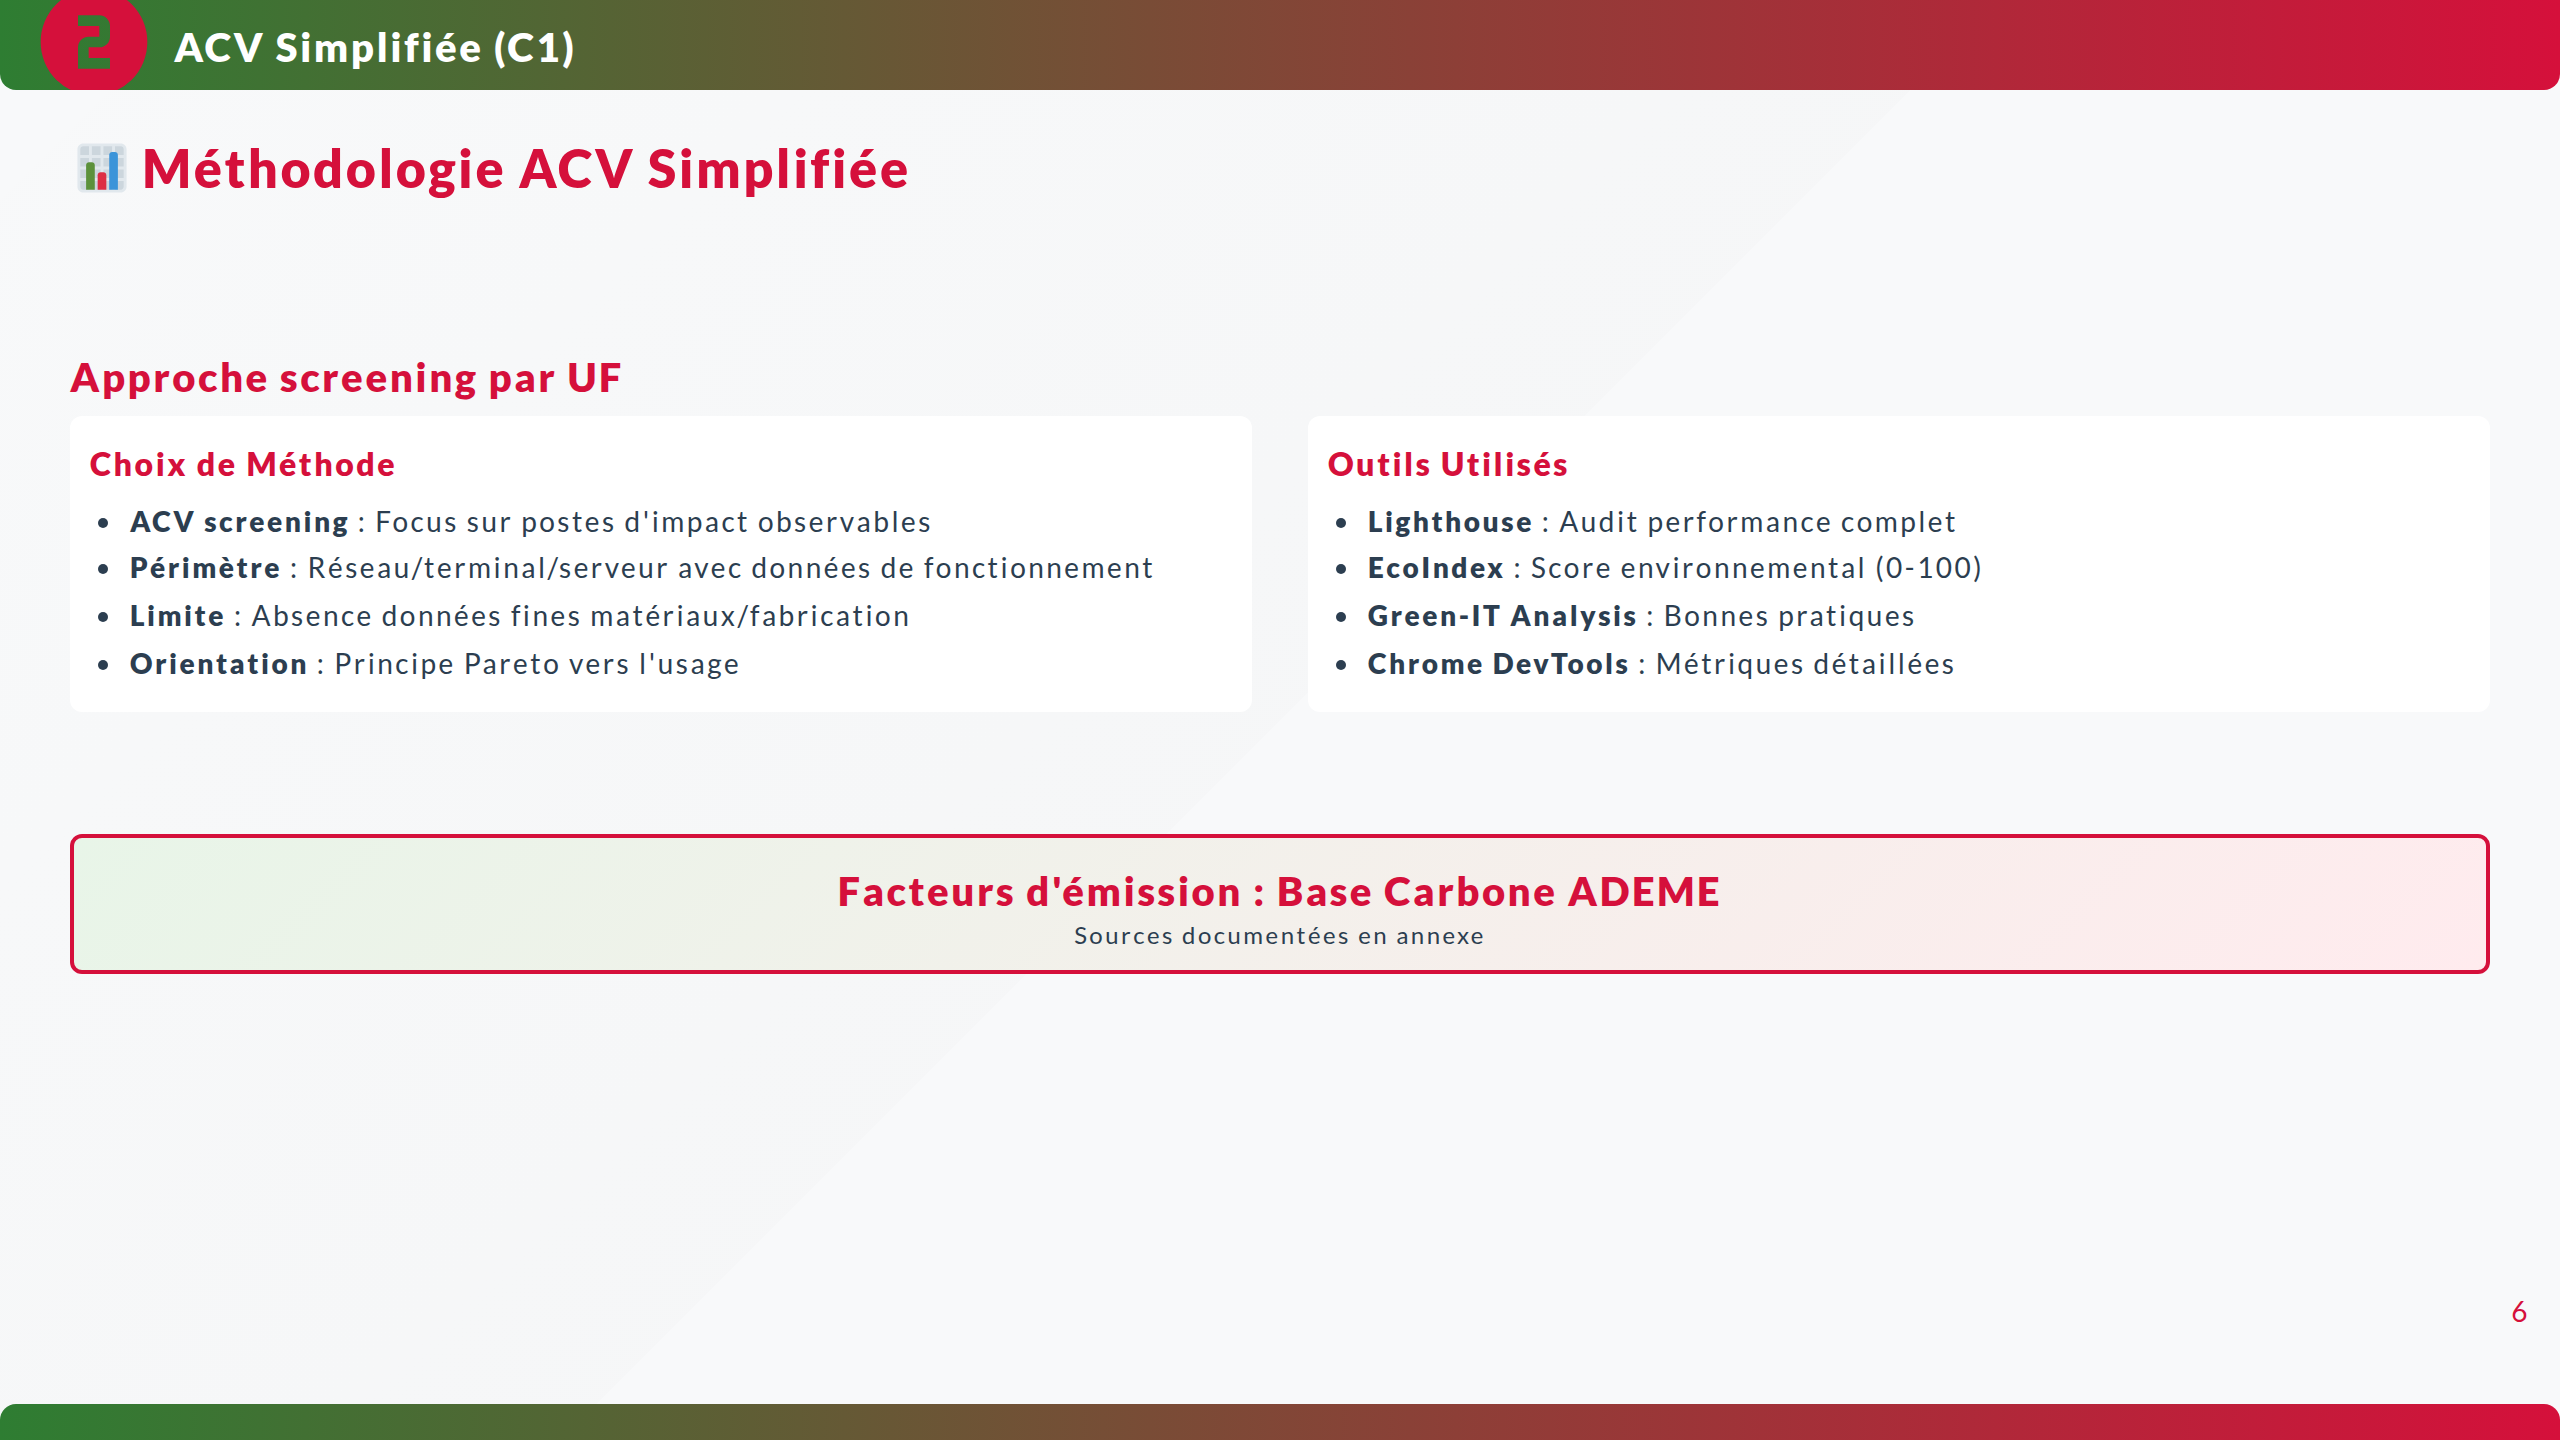 2
ACV Simplifiée (C1)
Méthodologie ACV Simplifiée
Approche screening par UF
Choix de Méthode
• ACV screening : Focus sur postes d'impact observables
• Périmètre : Réseau/terminal/serveur avec données de fonctionnement
• Limite : Absence données fines matériaux/fabrication
• Orientation : Principe Pareto vers l'usage
Outils Utilisés
• Lighthouse : Audit performance complet
• EcoIndex : Score environnemental (0-100)
• Green-IT Analysis : Bonnes pratiques
• Chrome DevTools : Métriques détaillées
Facteurs d'émission : Base Carbone ADEME
Sources documentées en annexe
6